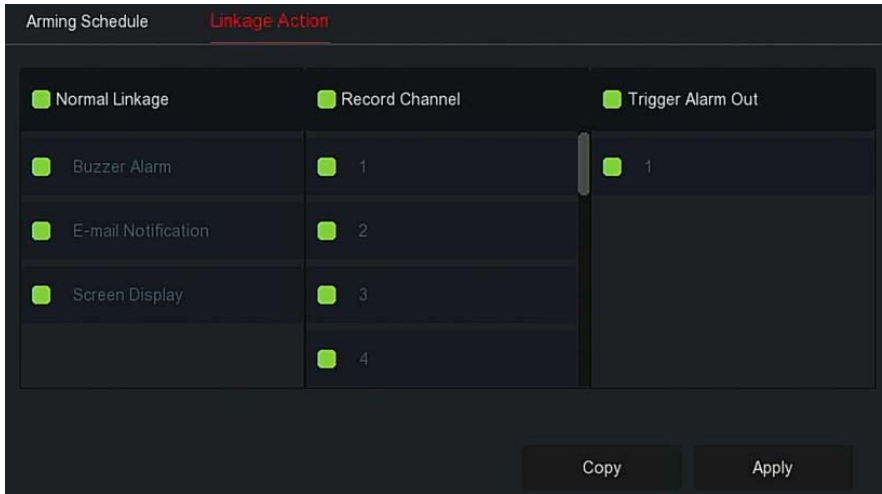 Arming Schedule Linkage Action
Normal Linkage Record Channel Trigger Alarm Out
Buzzer Alarm 1 1
E-mail Notification 2
Screen Display 3
4
Copy Apply